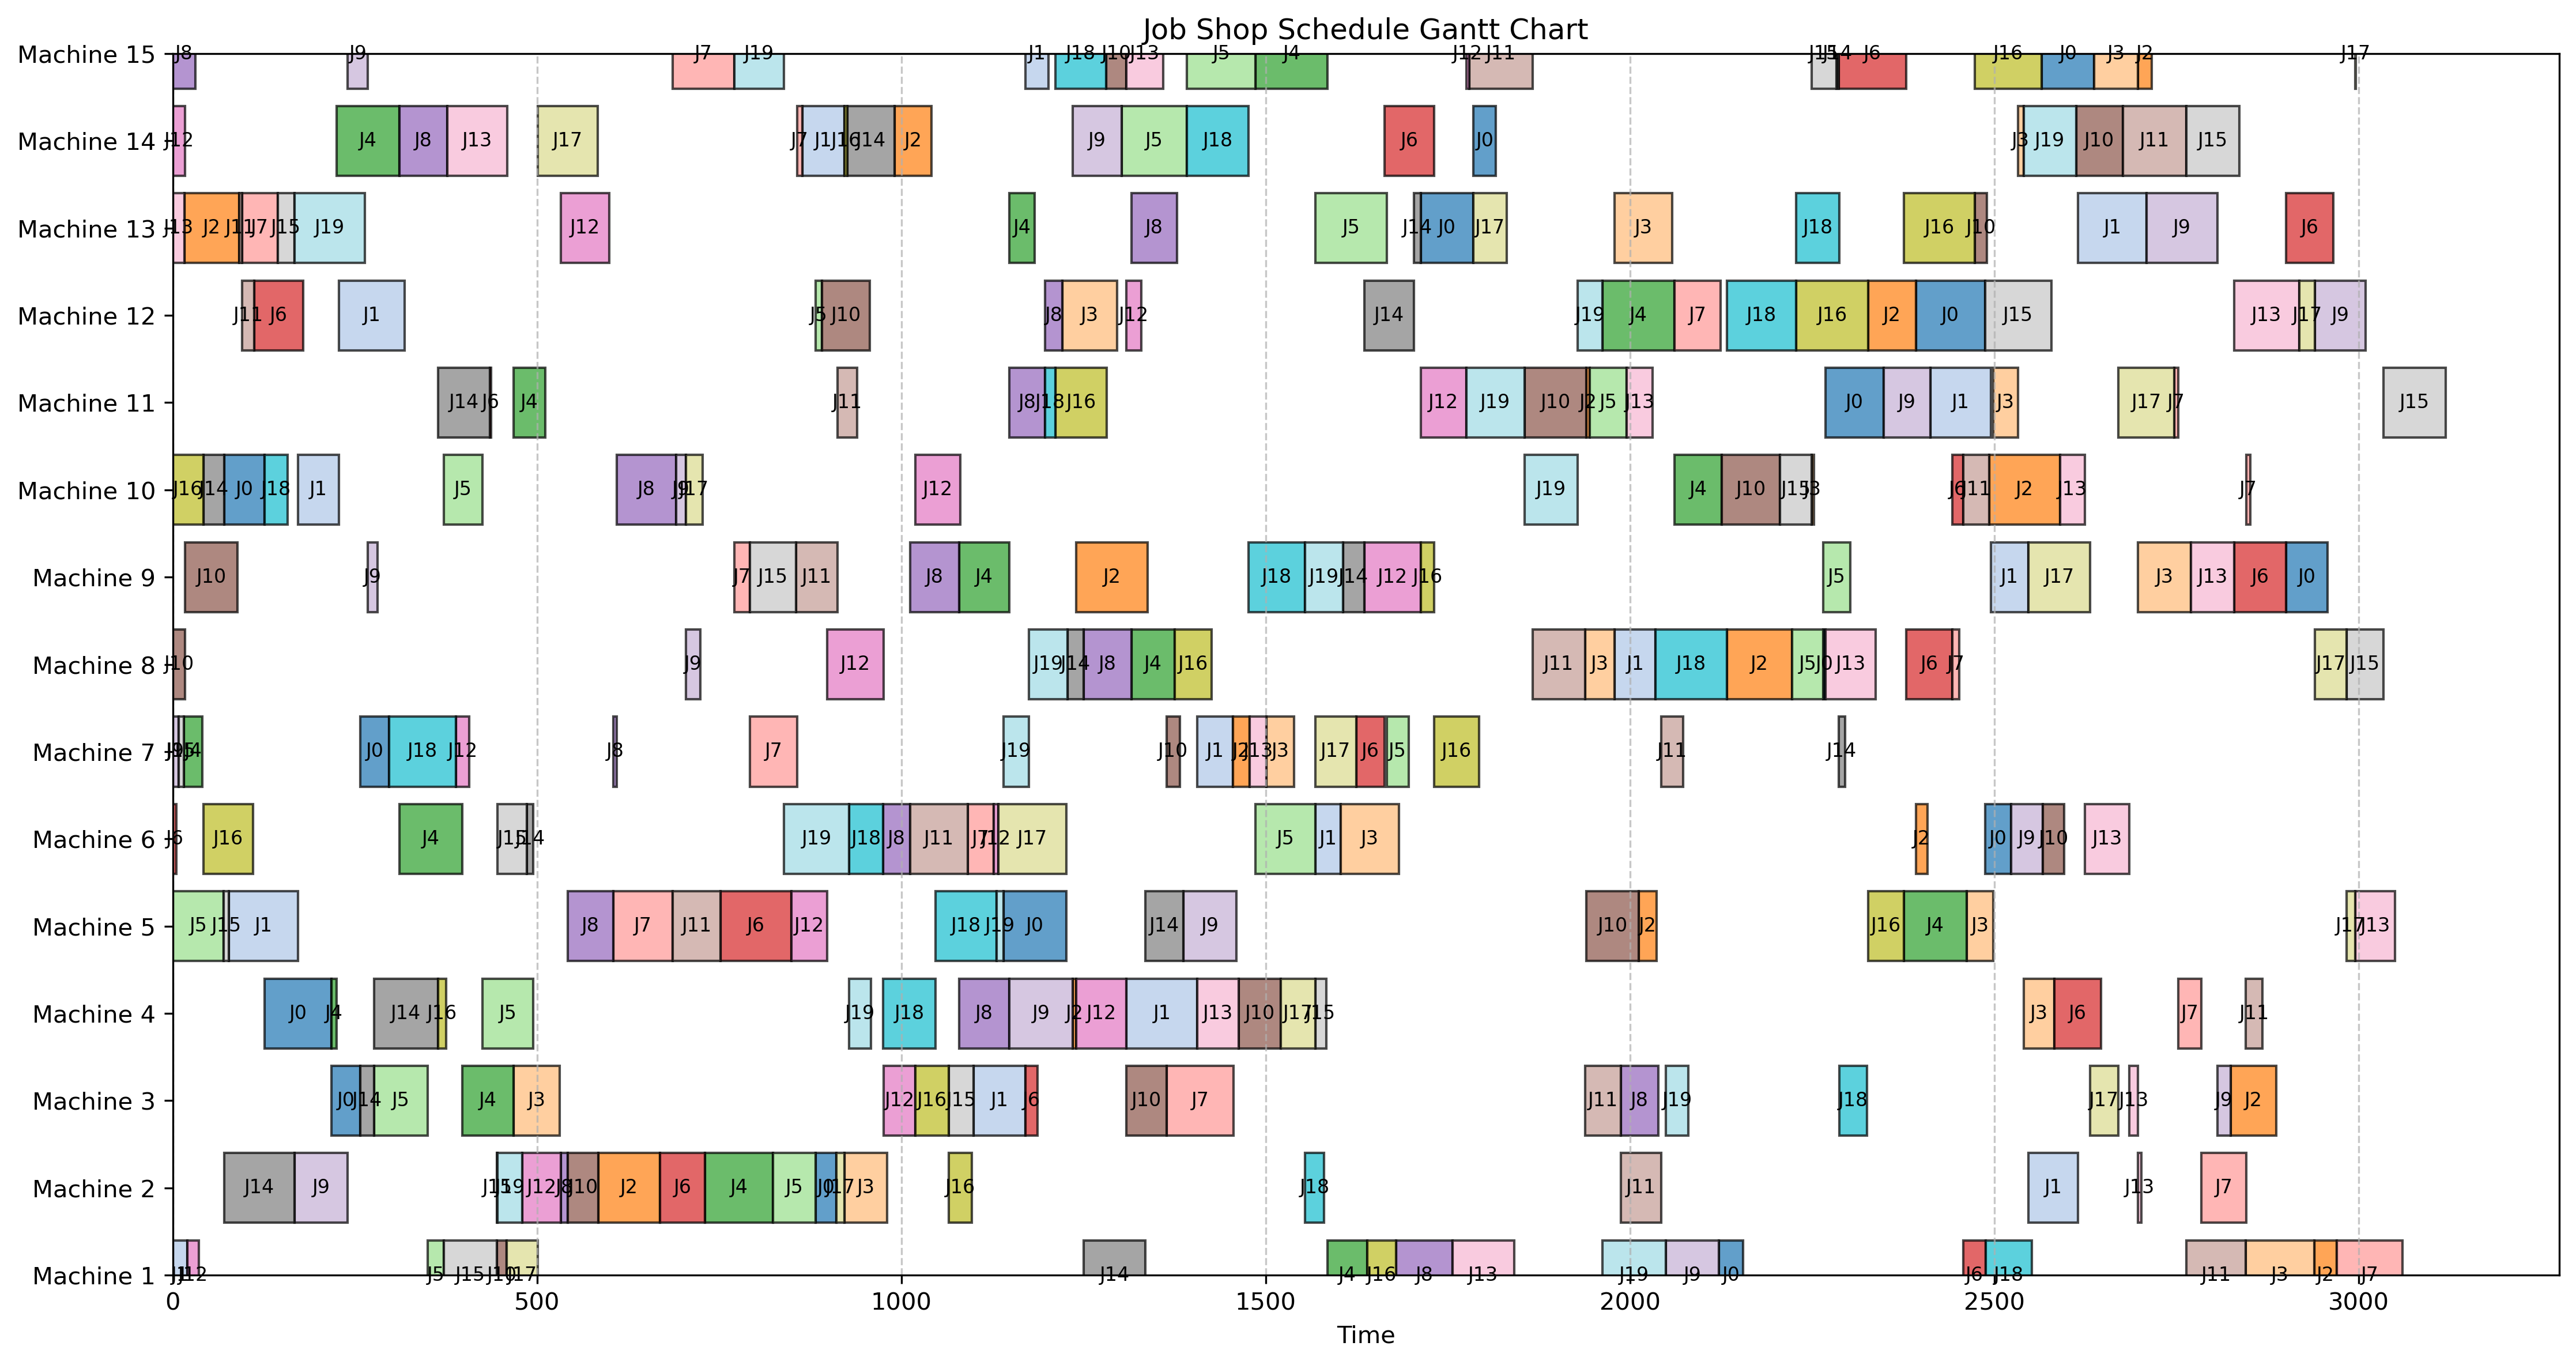 Job Shop Schedule Gantt Chart
Machine 15 J8 J9 J7 J19 J1 J18 J10 J13 J5 J4 J12 J11 J15 J14 J6 J16 J0 J3 J2 J17
Machine 14 J12 J4 J8 J13 J17 J7 J1 J16 J14 J2 J9 J5 J18 J6 J0 J3 J19 J10 J11 J15
Machine 13 J13 J2 J11 J7 J15 J19 J12 J4 J8 J5 J14 J0 J17 J3 J18 J16 J10 J1 J9 J6
Machine 12 J11 J6 J1 J5 J10 J8 J3 J12 J14 J19 J4 J7 J18 J16 J2 J0 J15 J13 J17 J9
Machine 11 J14 J6 J4 J11 J8 J18 J16 J12 J19 J10 J2 J5 J13 J0 J9 J1 J3 J17 J7 J15
Machine 10 J16 J14 J0 J18 J1 J5 J8 J9 J17 J12 J19 J4 J10 J15 J3 J6 J11 J2 J13 J7
Machine 9 J10 J9 J7 J15 J11 J8 J4 J2 J18 J19 J14 J12 J16 J5 J1 J17 J3 J13 J6 J0
Machine 8 J10 J9 J12 J19 J14 J8 J4 J16 J11 J3 J1 J18 J2 J5 J0 J13 J6 J7 J17 J15
Machine 7 J9 J15 J4 J0 J18 J12 J8 J7 J19 J10 J1 J2 J13 J3 J17 J6 J5 J16 J11 J14
Machine 6 J6 J16 J4 J15 J14 J19 J18 J8 J11 J7 J12 J17 J5 J1 J3 J2 J0 J9 J10 J13
Machine 5 J5 J15 J1 J8 J7 J11 J6 J12 J18 J19 J0 J14 J9 J10 J2 J16 J4 J3 J17 J13
Machine 4 J0 J4 J14 J16 J5 J19 J18 J8 J9 J2 J12 J1 J13 J10 J17 J15 J3 J6 J7 J11
Machine 3 J0 J14 J5 J4 J3 J12 J16 J15 J1 J6 J10 J7 J11 J8 J19 J18 J17 J13 J9 J2
Machine 2 J14 J9 J15 J19 J12 J8 J10 J2 J6 J4 J5 J0 J17 J3 J16 J18 J11 J1 J13 J7
Machine 1 J1 J12 J5 J15 J10 J17 J14 J4 J16 J8 J13 J19 J9 J0 J6 J18 J11 J3 J2 J7
0 500 1000 1500 2000 2500 3000
Time